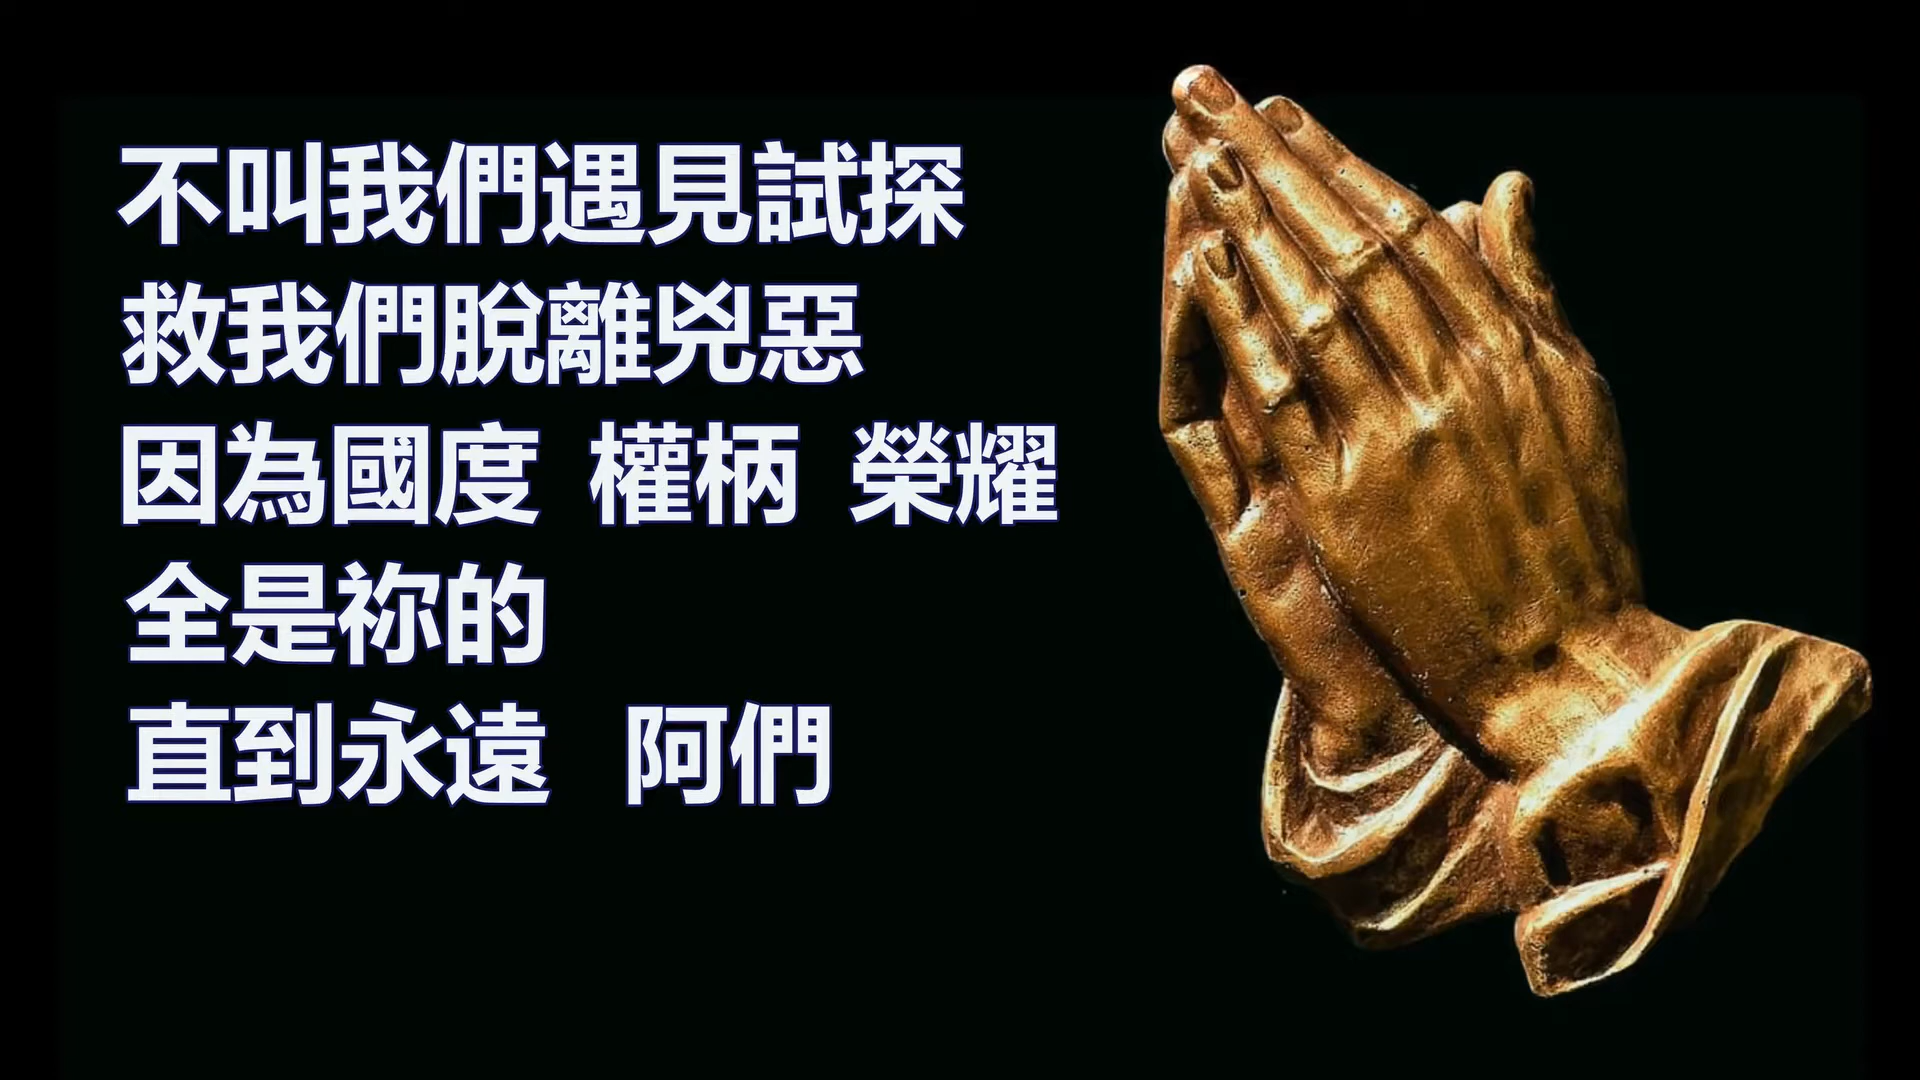 不叫我們遇見試探
救我們脫離兇惡
因為國度 權柄 榮耀
全是祢的
直到永遠 阿們